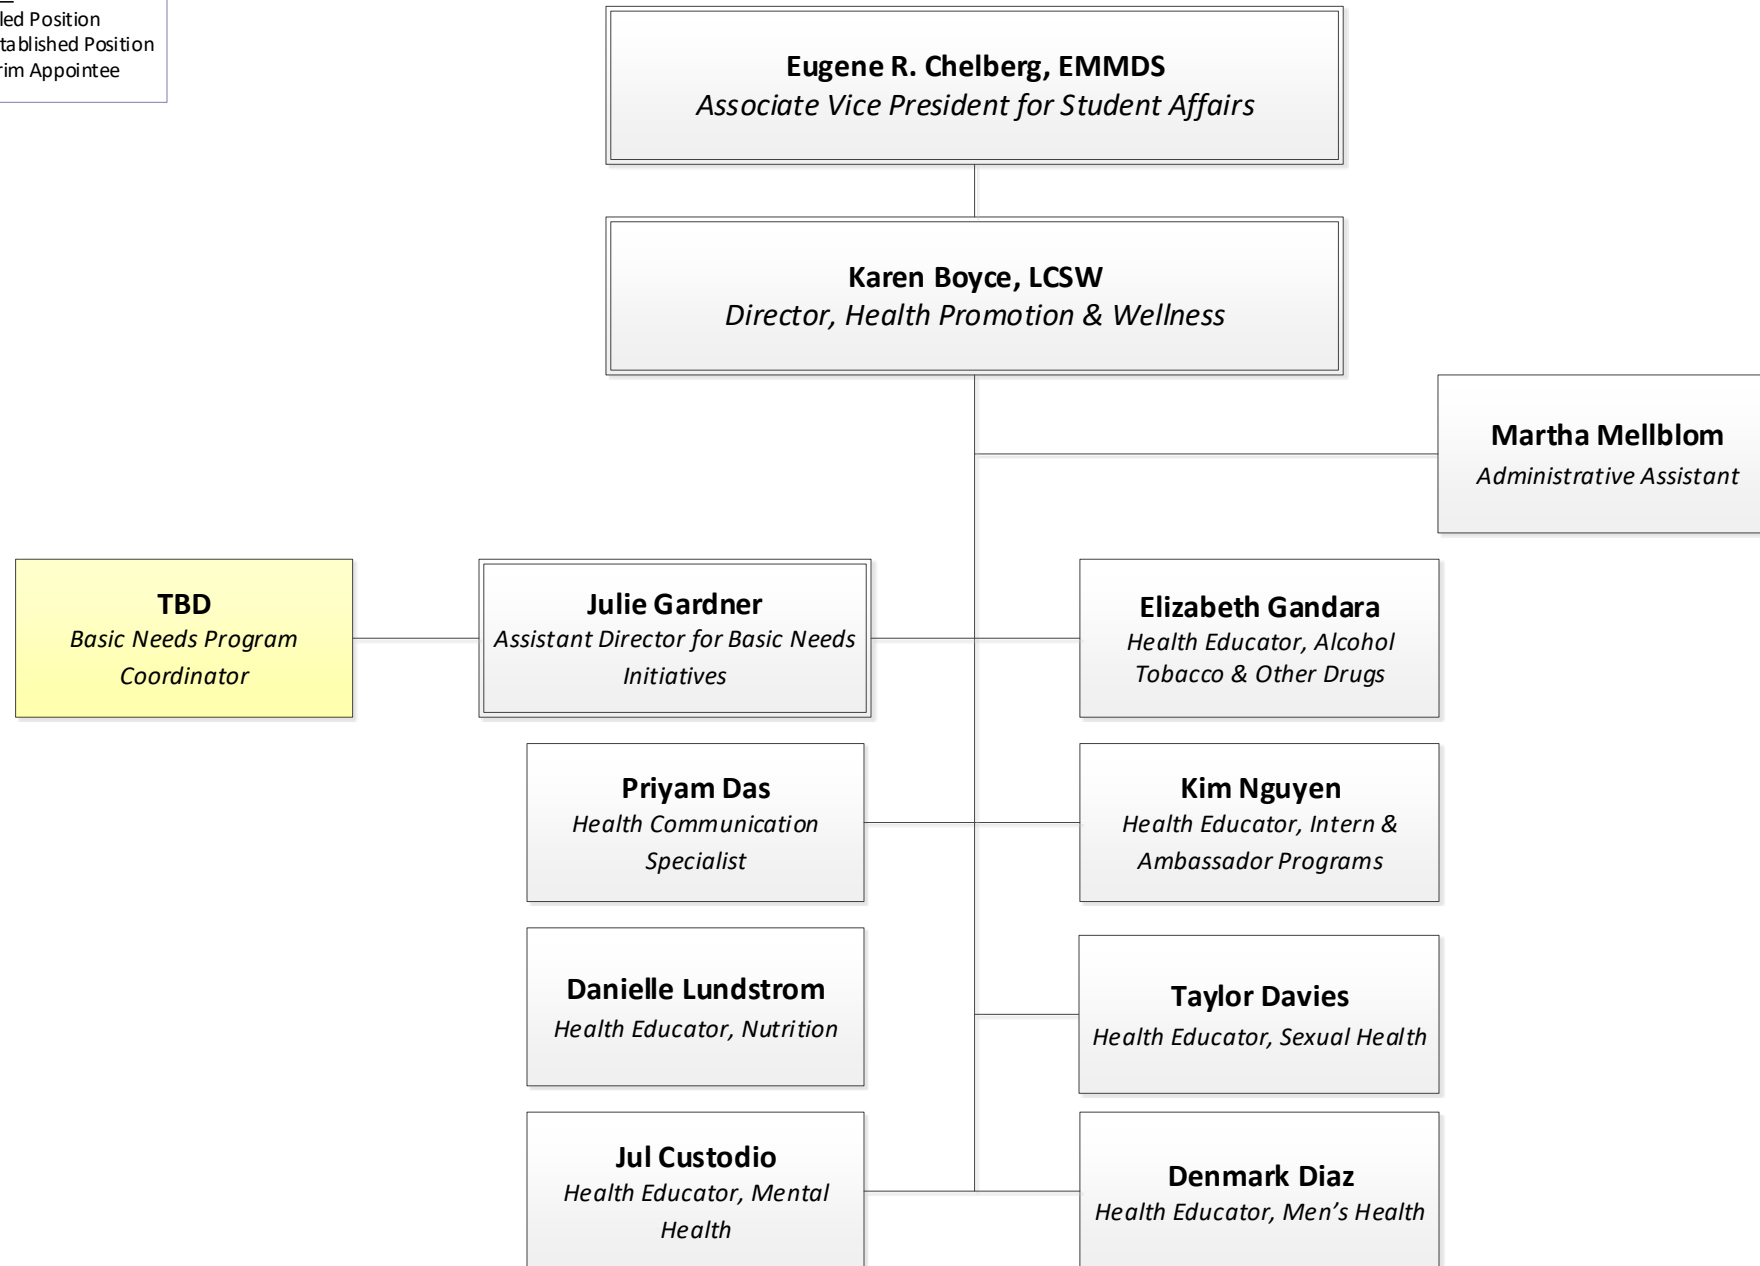 Position
Position
Appointee
Eugene R. Chelberg, EMMDS
Associate Vice President for Student Affairs
Karen Boyce, LCSW
Director, Health Promotion & Wellness
Martha Mellblom
Administrative Assistant
TBD
Basic Needs Program
Coordinator
Julie Gardner
Assistant Director for Basic Needs
Initiatives
Elizabeth Gandara
Health Educator, Alcohol
Tobacco & Other Drugs
Priyam Das
Health Communication
Specialist
Kim Nguyen
Health Educator, Intern &
Ambassador Programs
Danielle Lundstrom
Health Educator, Nutrition
Taylor Davies
Health Educator, Sexual Health
Jul Custodio
Health Educator, Mental
Health
Denmark Diaz
Health Educator, Men’s Health